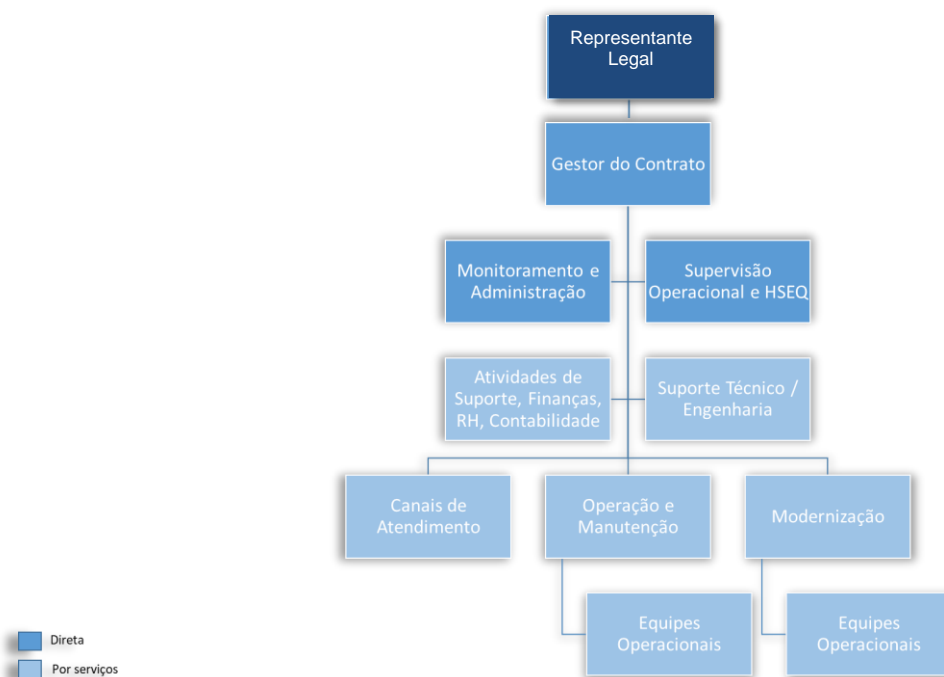 Representante
Legal
Gestor do Contrato
Monitoramento e
Administração
Supervisão
Operacional e HSEQ
Atividades de
Suporte, Finanças,
RH, Contabilidade
Suporte Técnico /
Engenharia
Canais de
Atendimento
Operação e
Manutenção
Modernização
Equipes
Operacionais
Equipes
Operacionais
Direta
Por serviços